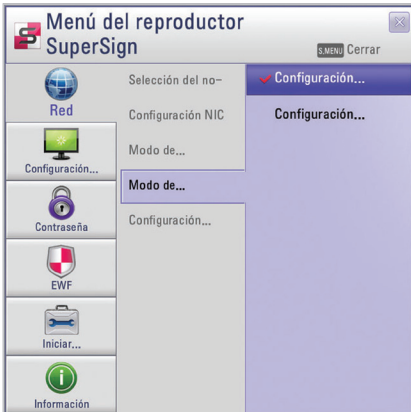 Menú del reproductor
SuperSign
S.MENU Cerrar
Red
Configuración...
Contraseña
EWF
Iniciar...
Información
Selección del no-
Configuración NIC
Modo de...
Modo de...
Configuración...
Configuración...
Configuración...